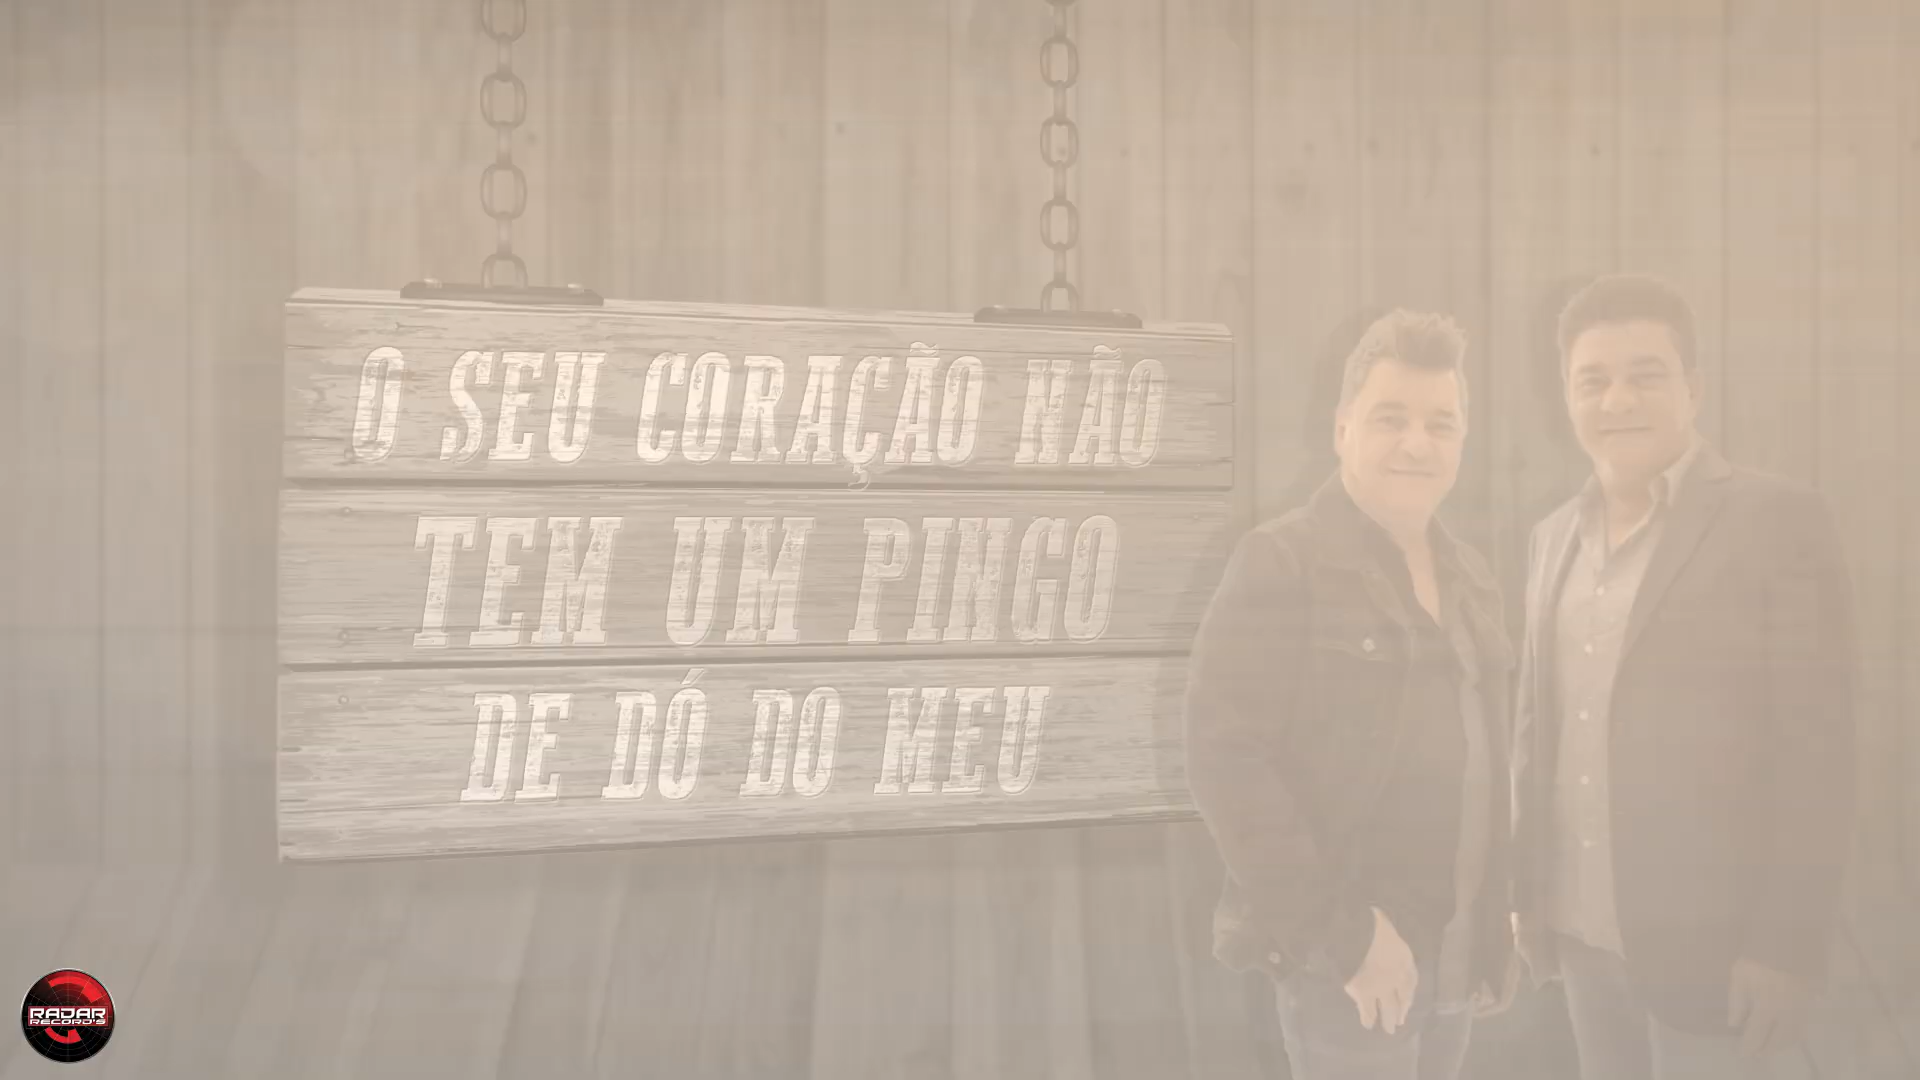 O SEU CORAÇÃO NÃO
TEM UM PINGO
DE DÓ DO MEU
RADAR
RECORD'S